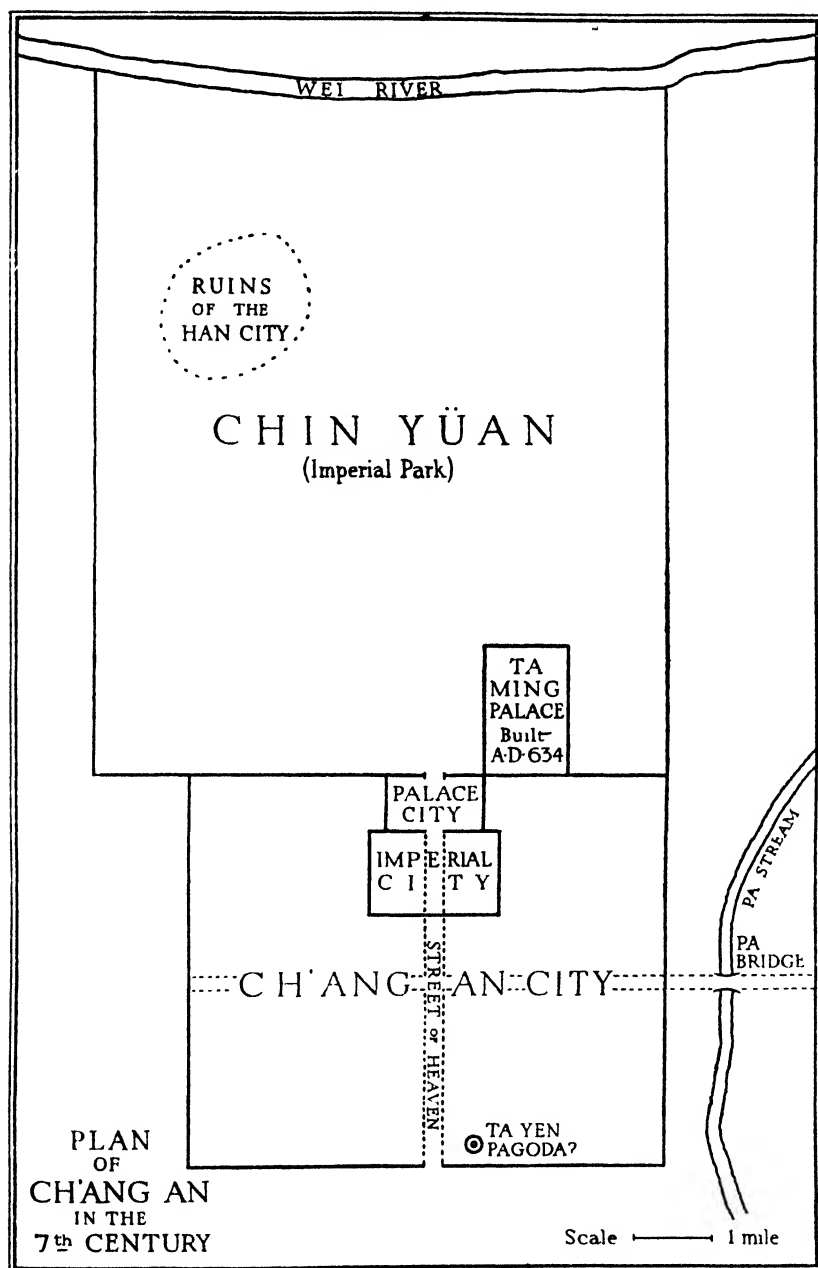 WEI RIVER
RUINS
OF THE
HAN CITY
CHIN YÜAN
(Imperial Park)
TA
MING
PALACE
Built
A·D·634
PALACE
CITY
IMPERIAL
CITY
PA STREAM
PA
BRIDGE
CH'ANG AN CITY
STREET OF HEAVEN
TA YEN
PAGODA?
PLAN
OF
CH'ANG AN
IN THE
7th CENTURY
Scale 1 mile